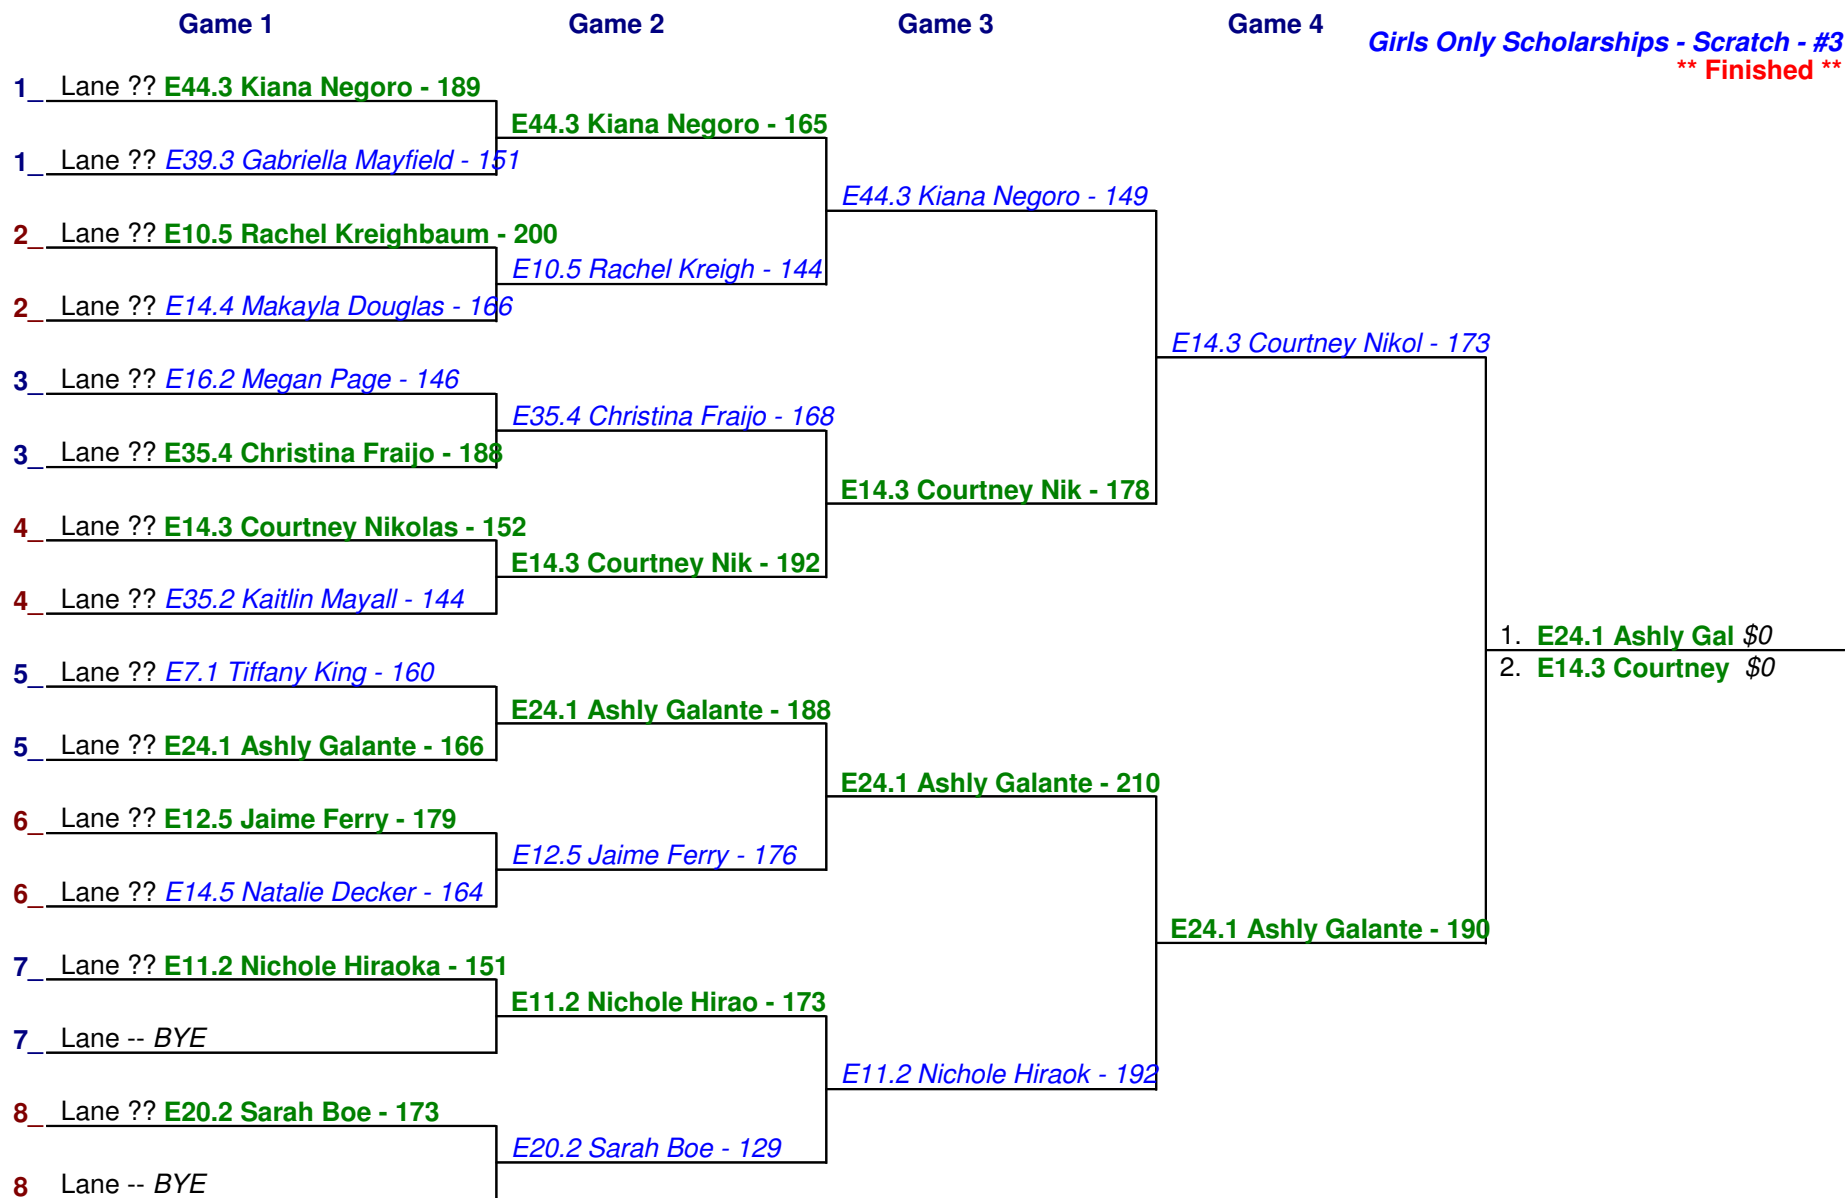 Game 1 Game 2 Game 3 Game 4
Girls Only Scholarships - Scratch - #3
** Finished **
1_ Lane ?? E44.3 Kiana Negoro - 189
E44.3 Kiana Negoro - 165
1_ Lane ?? E39.3 Gabriella Mayfield - 151
E44.3 Kiana Negoro - 149
2_ Lane ?? E10.5 Rachel Kreighbaum - 200
E10.5 Rachel Kreigh - 144
2_ Lane ?? E14.4 Makayla Douglas - 166
E14.3 Courtney Nikol - 173
3_ Lane ?? E16.2 Megan Page - 146
E35.4 Christina Fraijo - 168
3_ Lane ?? E35.4 Christina Fraijo - 188
E14.3 Courtney Nik - 178
4_ Lane ?? E14.3 Courtney Nikolas - 152
E14.3 Courtney Nik - 192
4_ Lane ?? E35.2 Kaitlin Mayall - 144
1. E24.1 Ashly Gal $0
2. E14.3 Courtney $0
5_ Lane ?? E7.1 Tiffany King - 160
E24.1 Ashly Galante - 188
5_ Lane ?? E24.1 Ashly Galante - 166
E24.1 Ashly Galante - 210
6_ Lane ?? E12.5 Jaime Ferry - 179
E12.5 Jaime Ferry - 176
6_ Lane ?? E14.5 Natalie Decker - 164
E24.1 Ashly Galante - 190
7_ Lane ?? E11.2 Nichole Hiraoka - 151
E11.2 Nichole Hirao - 173
7_ Lane -- BYE
E11.2 Nichole Hiraok - 192
8_ Lane ?? E20.2 Sarah Boe - 173
E20.2 Sarah Boe - 129
8 Lane -- BYE